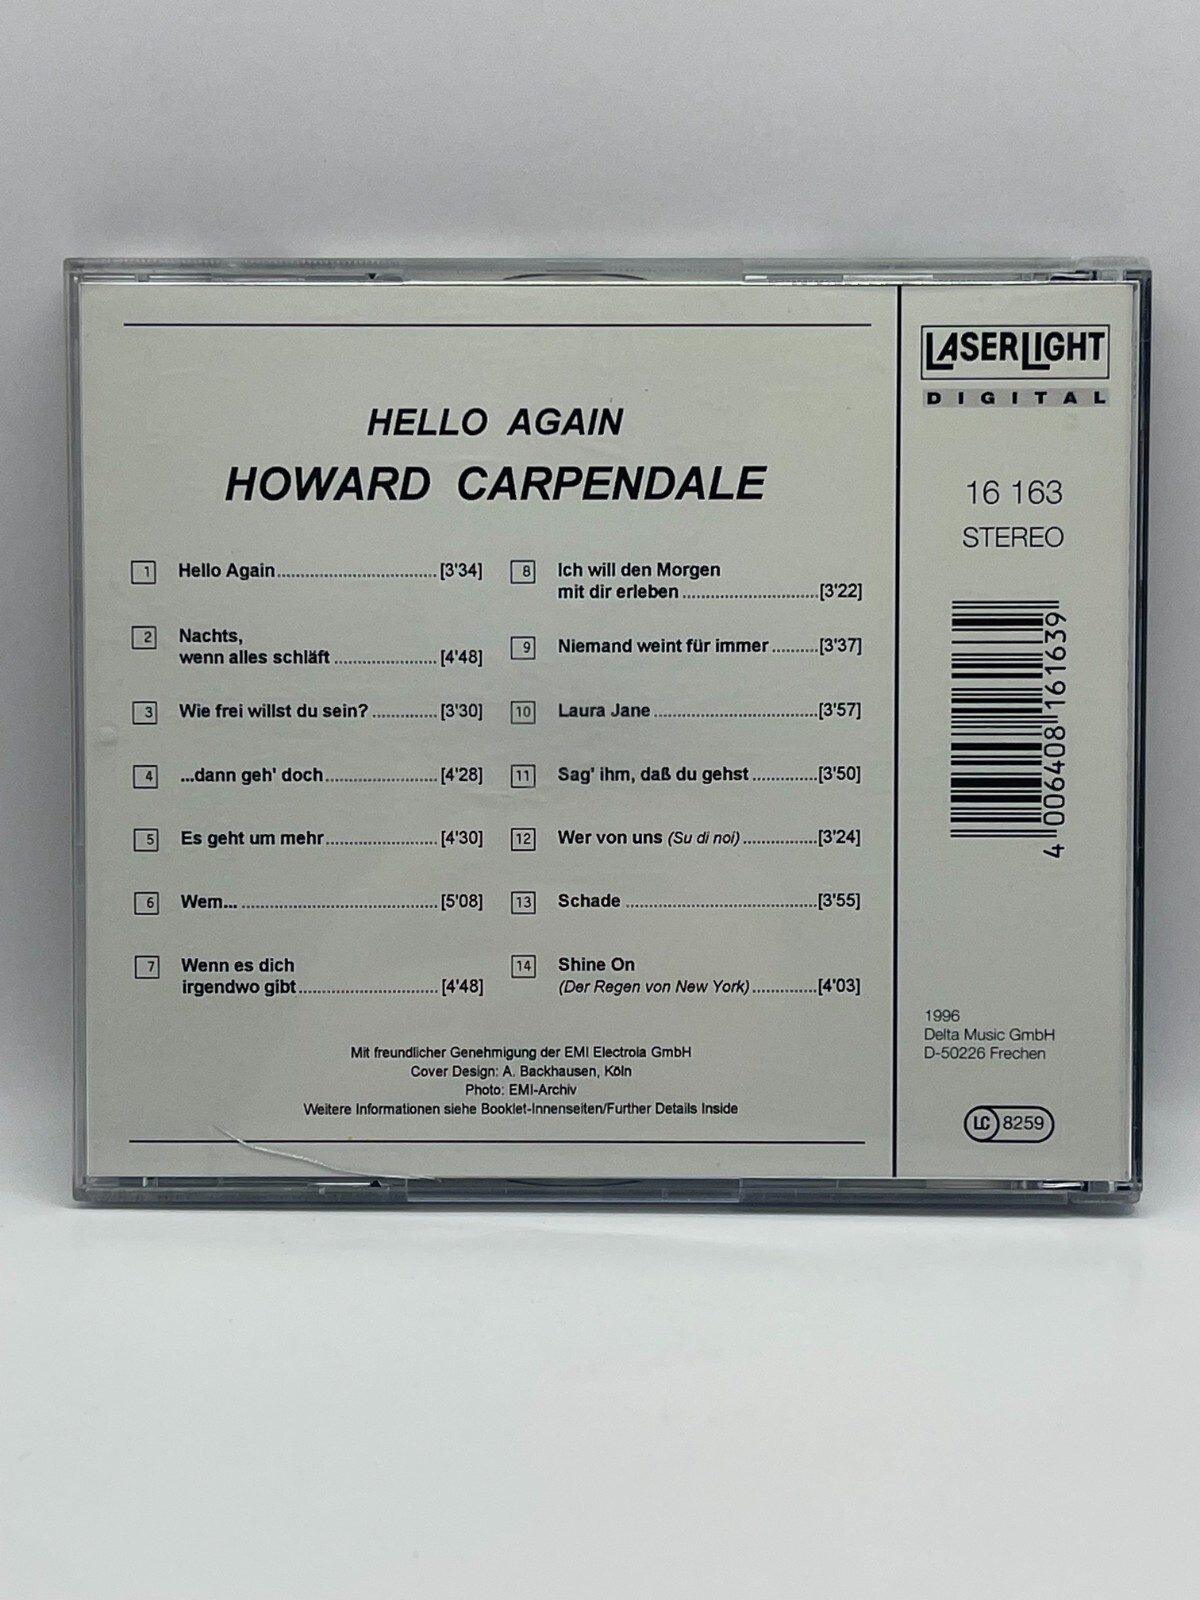 HELLO AGAIN
HOWARD CARPENDALE
1 Hello Again.............................[3'34]
2 Nachts,
wenn alles schläft ...................[4'48]
3 Wie frei willst du sein? ............[3'30]
4 ...dann geh' doch....................[4'28]
5 Es geht um mehr....................[4'30]
6 Wem... ...................................[5'08]
7 Wenn es dich
irgendwo gibt.........................[4'48]
8 Ich will den Morgen
mit dir erleben ........................[3'22]
9 Niemand weint für immer .........[3'37]
10 Laura Jane.............................[3'57]
11 Sag' ihm, daß du gehst ............[3'50]
12 Wer von uns (Su di noi) .............[3'24]
13 Schade ..................................[3'55]
14 Shine On
(Der Regen von New York)............[4'03]
Mit freundlicher Genehmigung der EMI Electrola GmbH
Cover Design: A. Backhausen, Köln
Photo: EMI-Archiv
Weitere Informationen siehe Booklet-Innenseiten/Further Details Inside
LASERLIGHT
DIGITAL
16 163
STEREO
4 006408 161639
1996
Delta Music GmbH
D-50226 Frechen
LC 8259